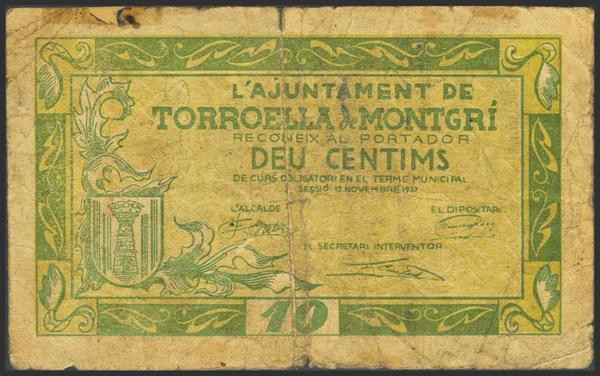 L'AJUNTAMENT DE
TORROELLA de MONTGRÍ
RECONEIX AL PORTADOR
DEU CENTIMS
DE CURS OBLIGATORI EN EL TERME MUNICIPAL
SESSIÓ 12 NOVEMBRE 1937
L'ALCALDE
EL DIPOSITARI
EL SECRETARI INTERVENTOR
10